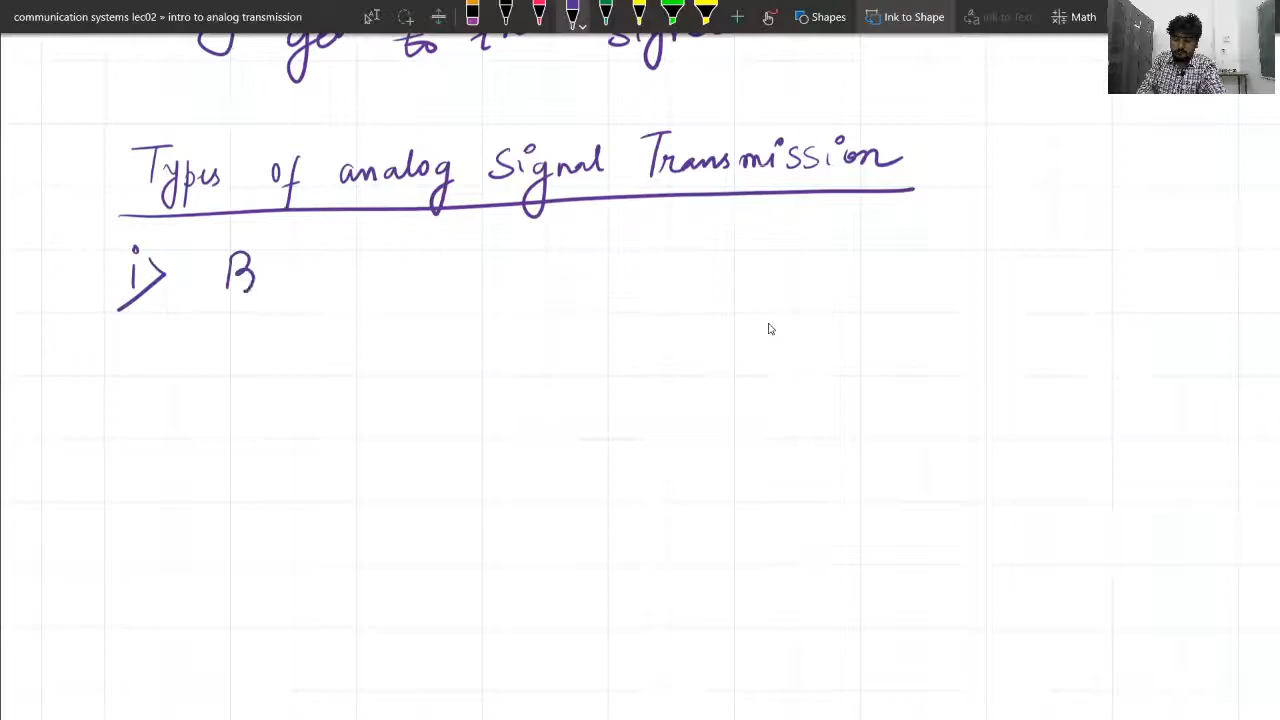 communication systems lec02 » intro to analog transmission
Shapes Ink to Shape Ink to Text Math
to
Types of analog Signal Transmission
i> B